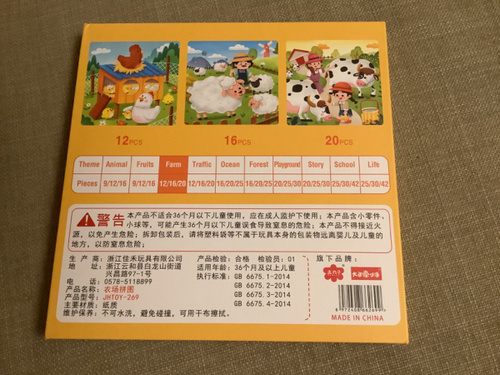 12PCS 16PCS 20PCS
Theme Animal Fruits Farm Traffic Ocean Forest Playground Story School Life
Pieces 9/12/16 9/12/16 12/16/20 12/16/20 16/20/25 16/20/25 20/25/30 20/25/30 25/30/42 25/30/42
警告
本产品不适合36个月以下儿童使用，应在成人监护下使用。本产品含小零件、
小球等，可能产生危险；36个月以下儿童误食导致窒息的危险；本产品不得接近火
源，以免产生危险；拆卸包装后，请将塑料袋等不属于玩具本身的包装物远离婴儿及儿童的
地方，以防窒息危险。
生产商：浙江佳禾玩具有限公司
地址：浙江云和县白龙山街道
兴昌路97-1号
电话：0578-5118899
产品名称：农场拼图
产品型号：JHTOY-269
主要材质：纸质
维护保养：不可水洗，避免碰撞，可用干布擦拭。
产品检验：合格 检验员：01
适用年龄：36个月及以上儿童
执行标准：GB 6675.1-2014
GB 6675.2-2014
GB 6675.3-2014
GB 6675.4-2014
旗下品牌：
MADE IN CHINA